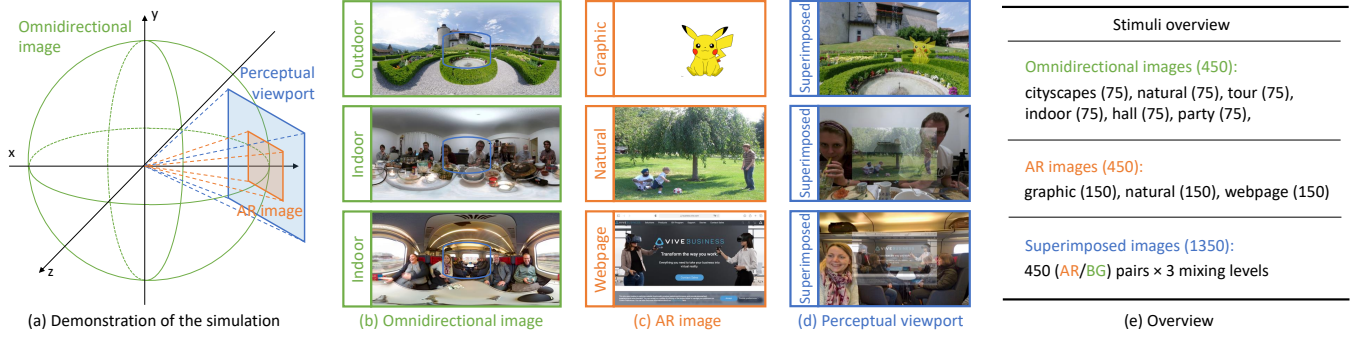 y
Omnidirectional
image
Perceptual
viewport
x
AR image
z
(a) Demonstration of the simulation
Outdoor
Indoor
Indoor
(b) Omnidirectional image
Graphic
Natural
Webpage
VIVEBUSINESS
Transform the way you work
(c) AR image
Superimposed
Superimposed
Superimposed
(d) Perceptual viewport
Stimuli overview
Omnidirectional images (450):
cityscapes (75), natural (75), tour (75),
indoor (75), hall (75), party (75),
AR images (450):
graphic (150), natural (150), webpage (150)
Superimposed images (1350):
450 (AR/BG) pairs × 3 mixing levels
(e) Overview